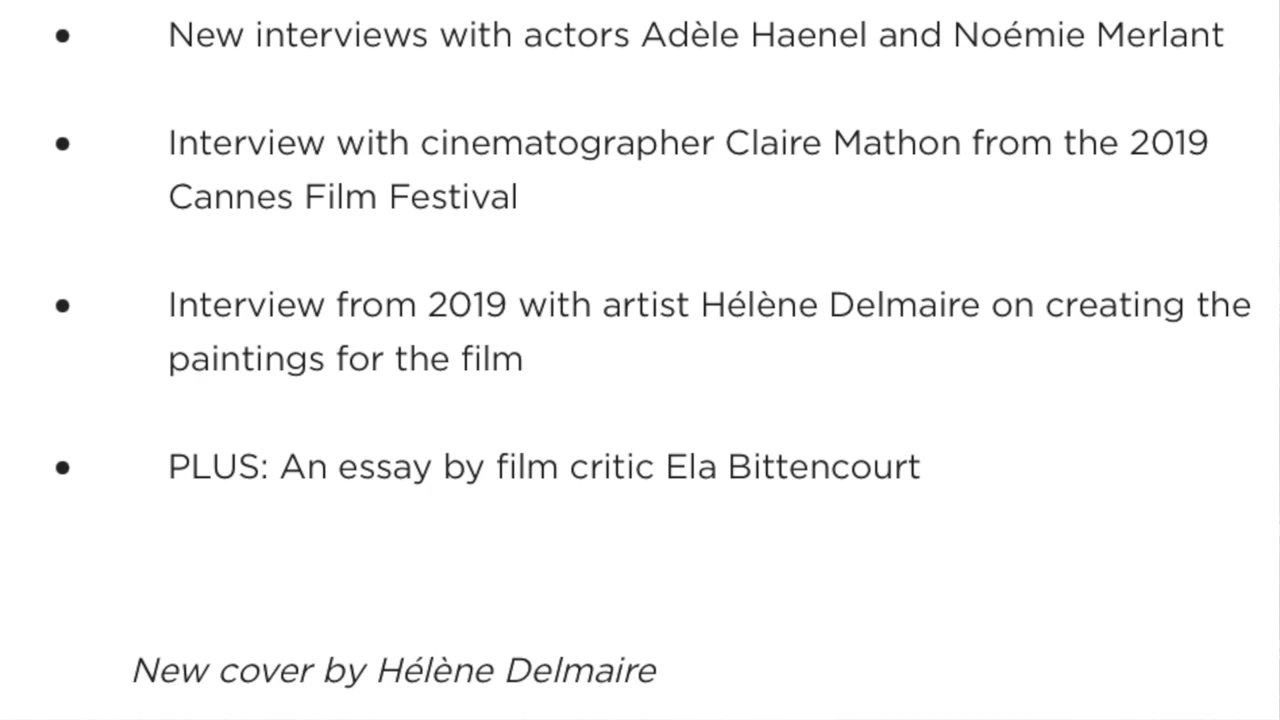 • New interviews with actors Adèle Haenel and Noémie Merlant
• Interview with cinematographer Claire Mathon from the 2019
Cannes Film Festival
• Interview from 2019 with artist Hélène Delmaire on creating the
paintings for the film
• PLUS: An essay by film critic Ela Bittencourt
New cover by Hélène Delmaire